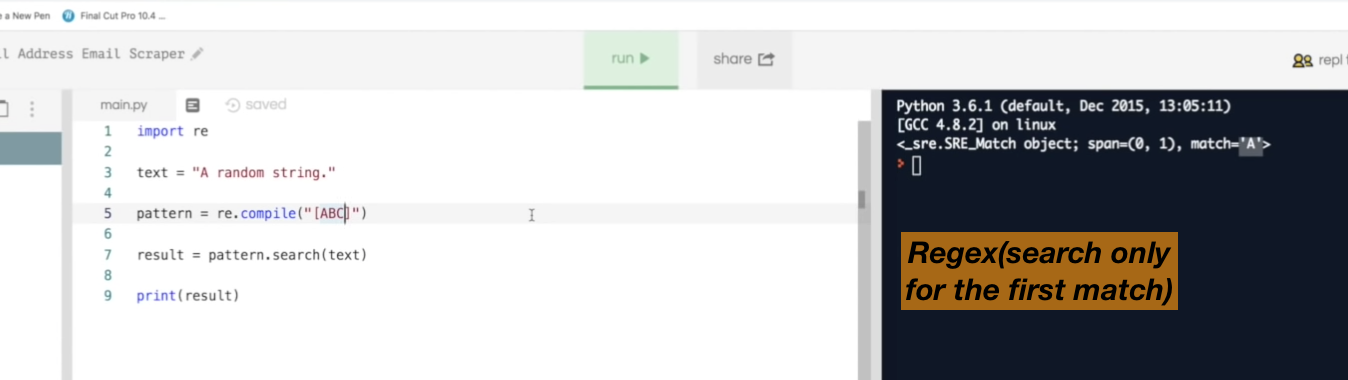 a New Pen Final Cut Pro 10.4 ...
Address Email Scraper
run
share
repl
main.py
saved
1 import re
2
3 text = "A random string."
4
5 pattern = re.compile("[ABC]")
6
7 result = pattern.search(text)
8
9 print(result)
Python 3.6.1 (default, Dec 2015, 13:05:11)
[GCC 4.8.2] on linux
<_sre.SRE_Match object; span=(0, 1), match='A'>
Regex(search only
for the first match)